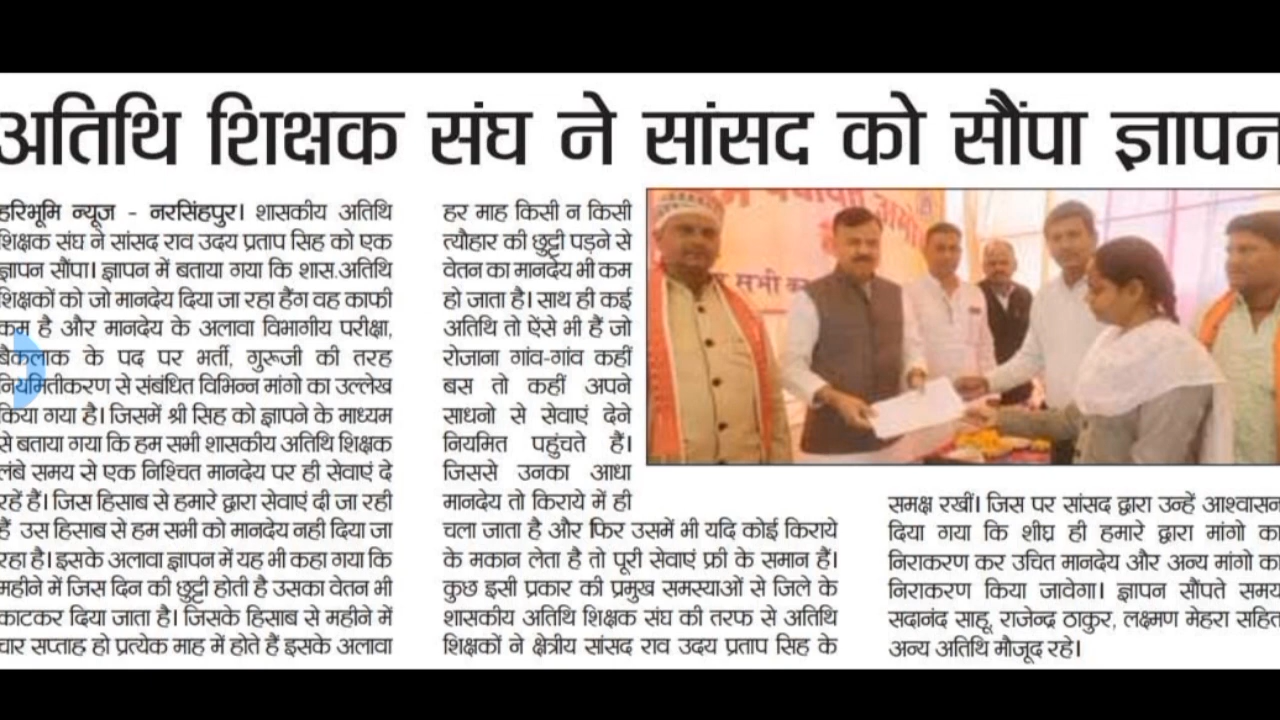 अतिथि शिक्षक संघ ने सांसद को सौंपा ज्ञापन
हरिभूमि न्यूज - नरसिंहपुर। शासकीय अतिथि
शिक्षक संघ ने सांसद राव उदय प्रताप सिह को एक
ज्ञापन सौंपा। ज्ञापन में बताया गया कि शास.अतिथि
शिक्षकों को जो मानदेय दिया जा रहा हैंग वह काफी
कम है और मानदेय के अलावा विभागीय परीक्षा,
बैकलाक के पद पर भर्ती, गुरूजी की तरह
नियमितीकरण से संबंधित विभिन्न मांगो का उल्लेख
किया गया है। जिसमें श्री सिह को ज्ञापने के माध्यम
से बताया गया कि हम सभी शासकीय अतिथि शिक्षक
लंबे समय से एक निश्चित मानदेय पर ही सेवाएं दे
रहें हैं। जिस हिसाब से हमारे द्वारा सेवाएं दी जा रही
हैं उस हिसाब से हम सभी को मानदेय नही दिया जा
रहा है। इसके अलावा ज्ञापन में यह भी कहा गया कि
महीने में जिस दिन की छुट्टी होती है उसका वेतन भी
काटकर दिया जाता है। जिसके हिसाब से महीने में
चार सप्ताह हो प्रत्येक माह में होते हैं इसके अलावा
हर माह किसी न किसी
त्यौहार की छुट्टी पड़ने से
वेतन का मानदेय भी कम
हो जाता है। साथ ही कई
अतिथि तो ऐंसे भी हैं जो
रोजाना गांव-गांव कहीं
बस तो कहीं अपने
साधनो से सेवाएं देने
नियमित पहुंचते हैं।
जिससे उनका आधा
मानदेय तो किराये में ही
चला जाता है और फिर उसमें भी यदि कोई किराये
के मकान लेता है तो पूरी सेवाएं फ्री के समान हैं।
कुछ इसी प्रकार की प्रमुख समस्याओं से जिले के
शासकीय अतिथि शिक्षक संघ की तरफ से अतिथि
शिक्षकों ने क्षेत्रीय सांसद राव उदय प्रताप सिह के
सभी
समक्ष रखीं। जिस पर सांसद द्वारा उन्हें आश्वासन
दिया गया कि शीघ्र ही हमारे द्वारा मांगो का
निराकरण कर उचित मानदेय और अन्य मांगो का
निराकरण किया जावेगा। ज्ञापन सौंपते समय
सदानंद साहू, राजेन्द्र ठाकुर, लक्ष्मण मेहरा सहित
अन्य अतिथि मौजूद रहे।